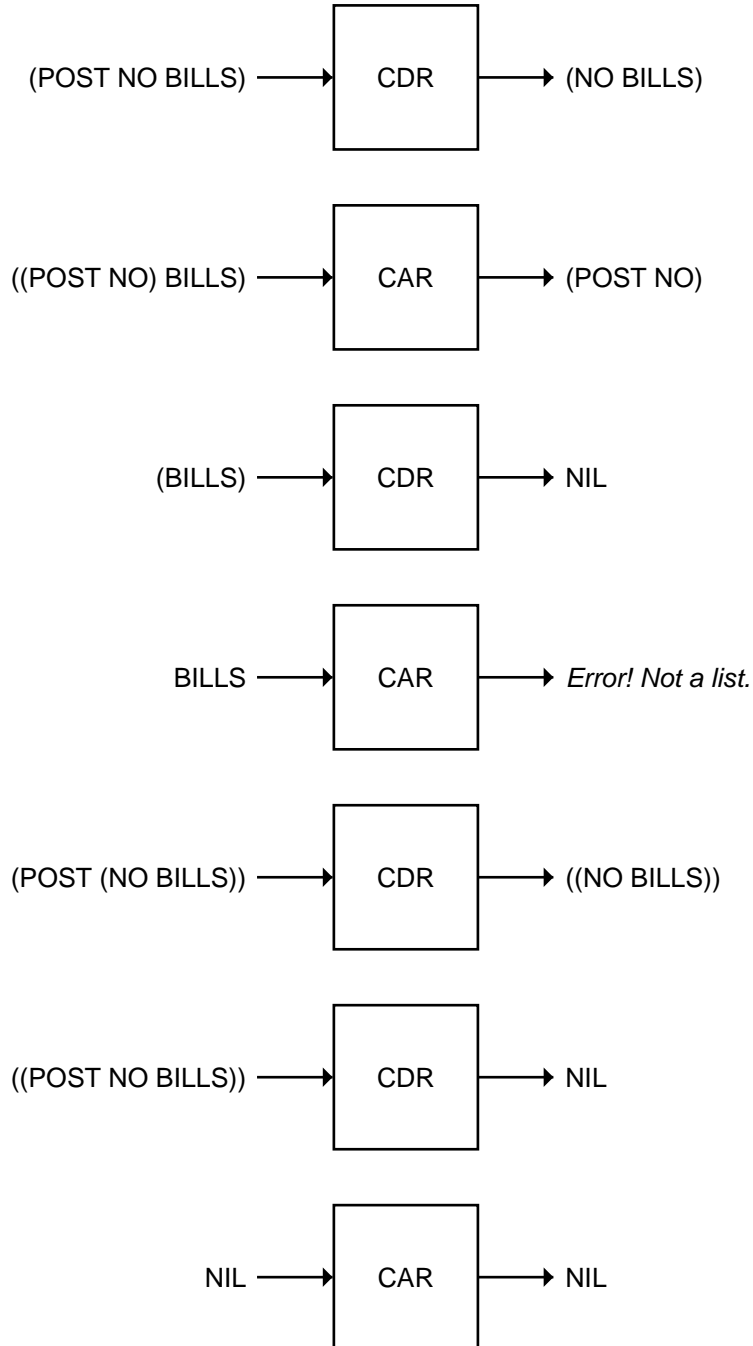 (POST NO BILLS) CDR (NO BILLS)
((POST NO) BILLS) CAR (POST NO)
(BILLS) CDR NIL
BILLS CAR Error! Not a list.
(POST (NO BILLS)) CDR ((NO BILLS))
((POST NO BILLS)) CDR NIL
NIL CAR NIL